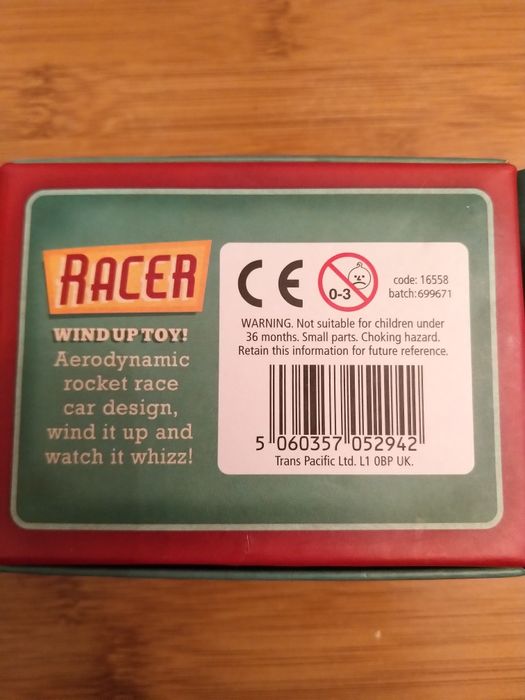 RACER
WIND UP TOY!
Aerodynamic
rocket race
car design,
wind it up and
watch it whizz!
CE
0-3
code: 16558
batch:699671
WARNING. Not suitable for children under
36 months. Small parts. Choking hazard.
Retain this information for future reference.
5 060357 052942
Trans Pacific Ltd. L1 0BP UK.